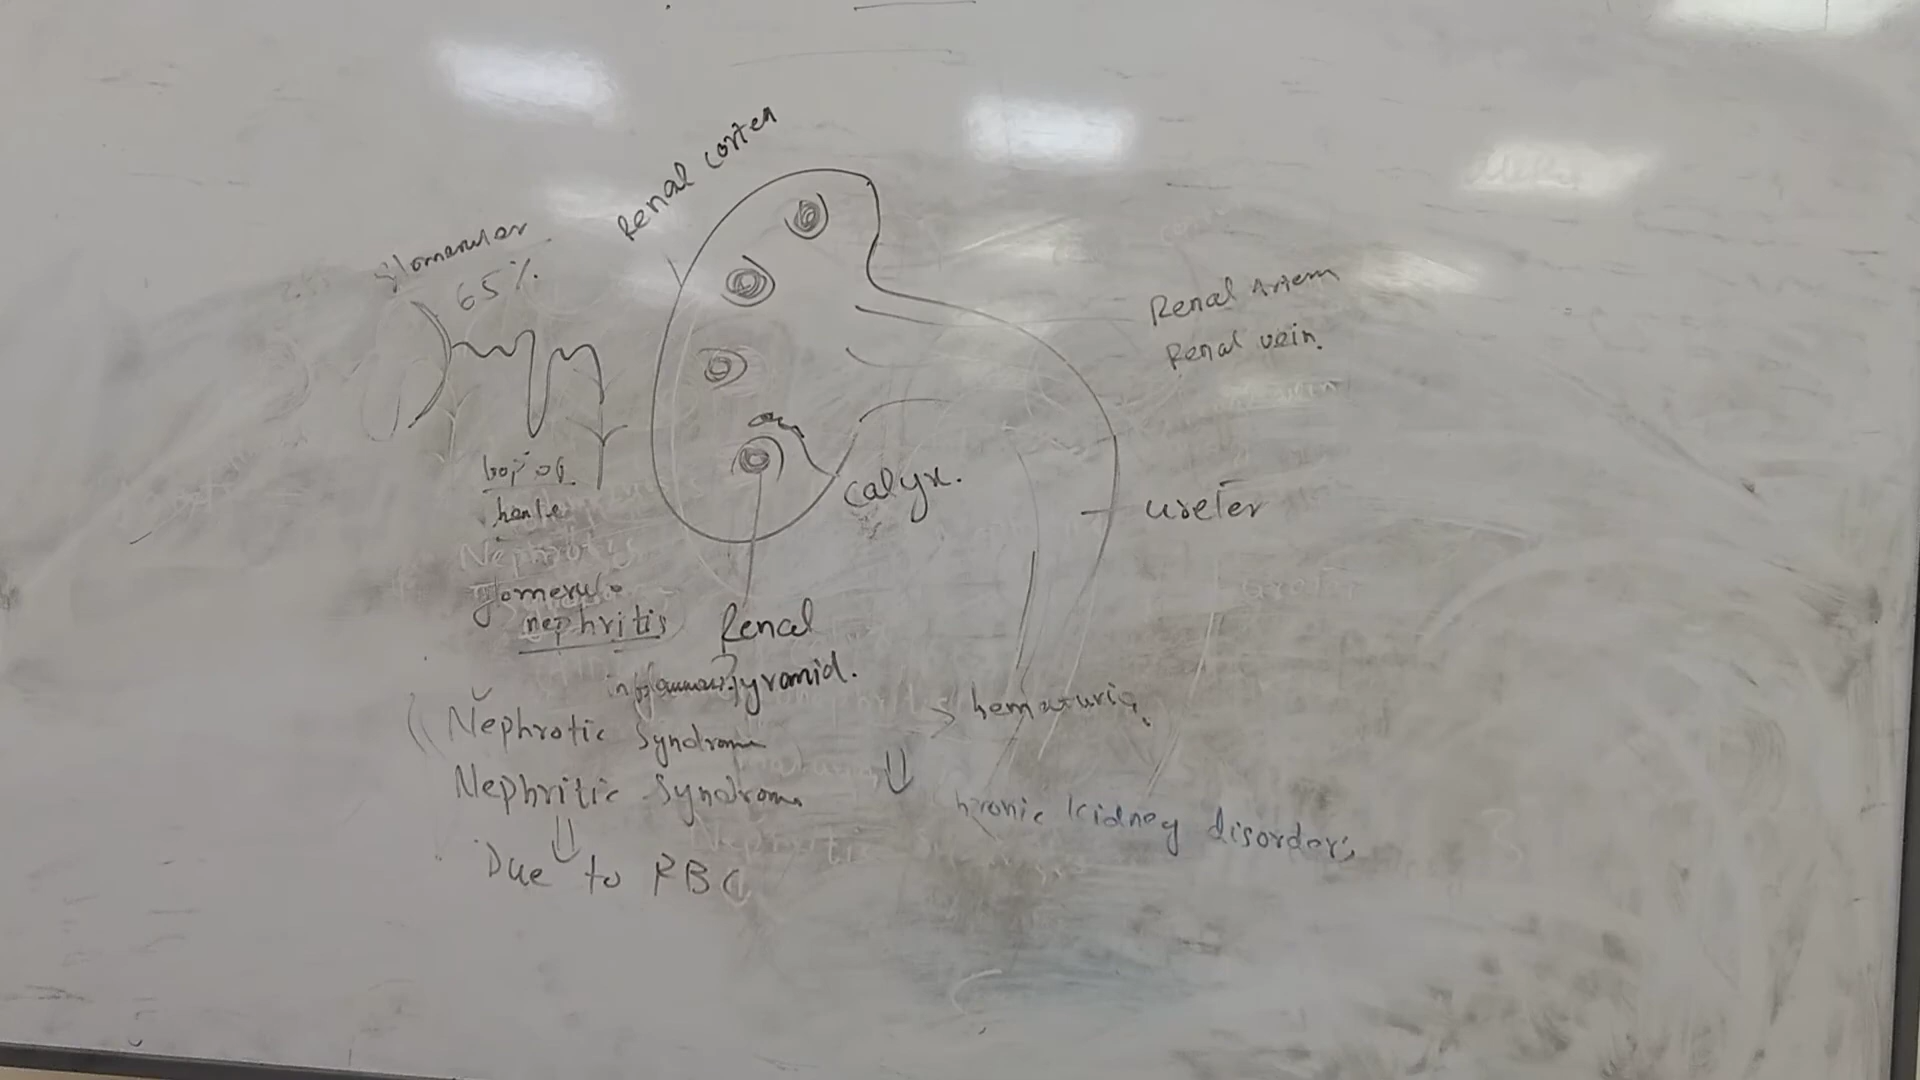 Renal cortex
glomerular
65%
Renal Artery
Renal vein.
loop of
henle
calyx.
ureter
glomerulo
nephritis
Renal
pyramid.
Nephrotic Syndrome
hematuria
Nephritic Syndrome
chronic kidney disorders
Due to RBC